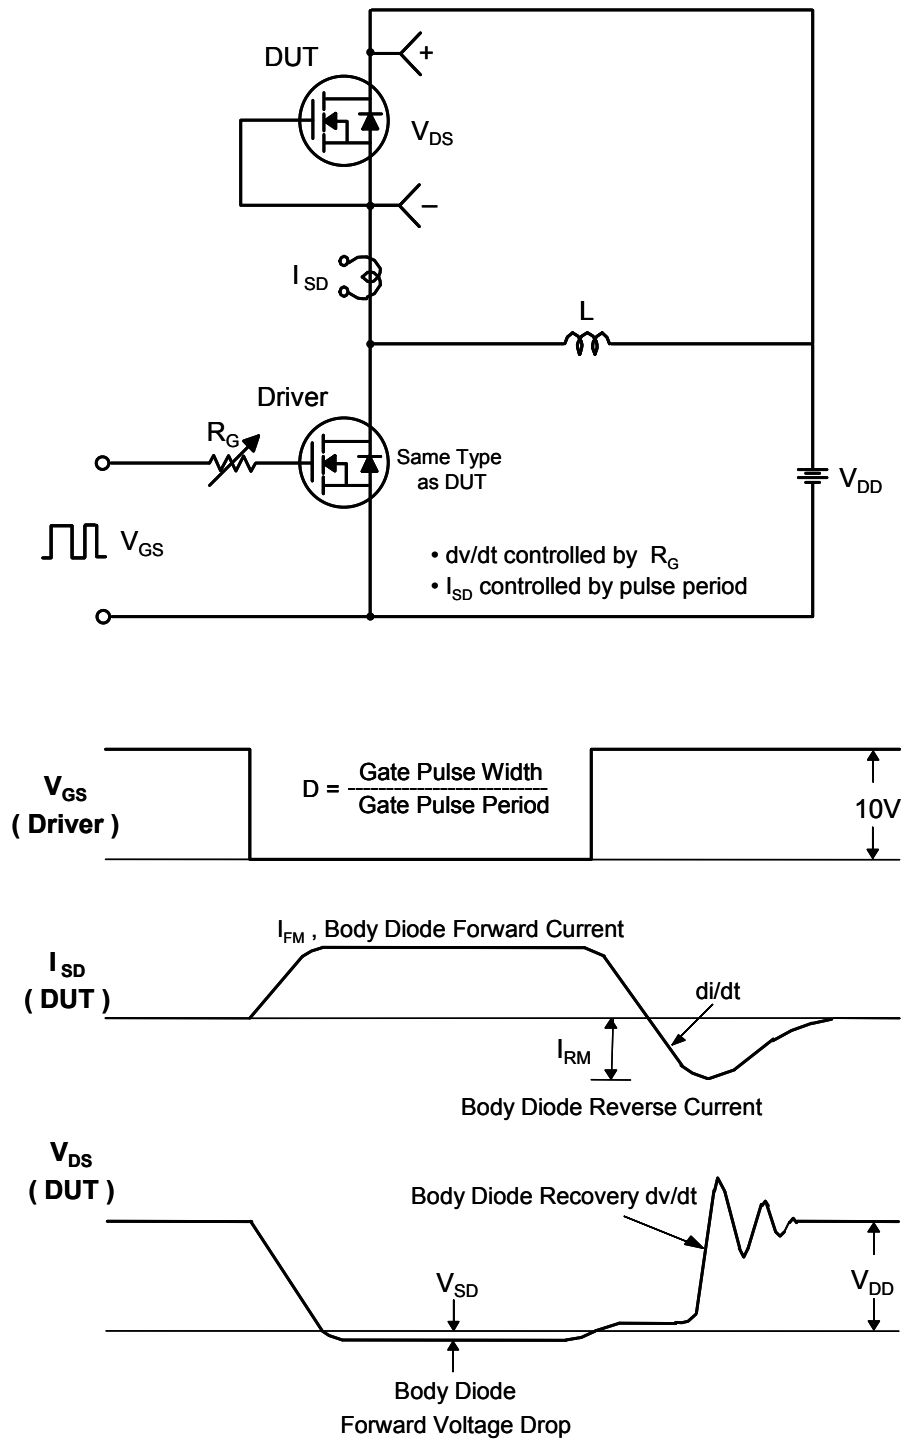 DUT
+
V_DS
–
I_SD
L
Driver
R_G
Same Type
as DUT
V_DD
V_GS
• dv/dt controlled by R_G
• I_SD controlled by pulse period
V_GS
( Driver )
D = Gate Pulse Width
--------------------------
Gate Pulse Period
10V
I_FM , Body Diode Forward Current
I_SD
( DUT )
di/dt
I_RM
Body Diode Reverse Current
V_DS
( DUT )
Body Diode Recovery dv/dt
V_SD
V_DD
Body Diode
Forward Voltage Drop